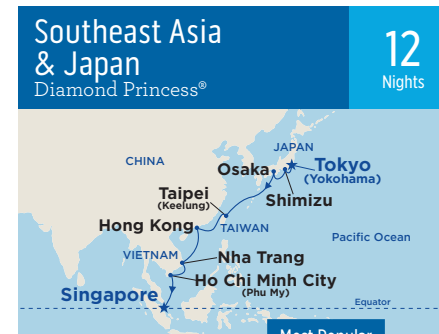 Southeast Asia
& Japan
Diamond Princess®
12
Nights
JAPAN
CHINA
Osaka
Tokyo
(Yokohama)
Taipei
(Keelung)
Shimizu
Hong Kong
TAIWAN
Pacific Ocean
VIETNAM
Nha Trang
Ho Chi Minh City
(Phu My)
Singapore
Equator
Most Popular